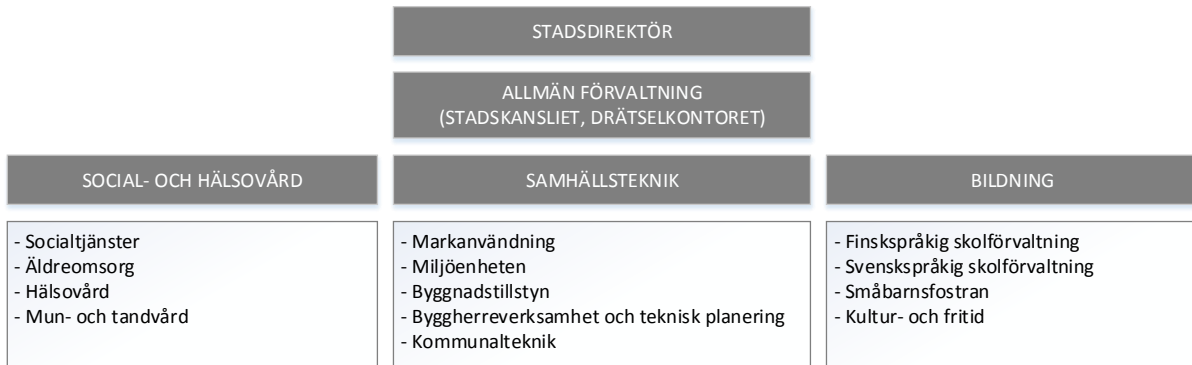 STADSDIREKTÖR
ALLMÄN FÖRVALTNING
(STADSKANSLIET, DRÄTSELKONTORET)
SOCIAL- OCH HÄLSOVÅRD
- Socialtjänster
- Äldreomsorg
- Hälsovård
- Mun- och tandvård
SAMHÄLLSTEKNIK
- Markanvändning
- Miljöenheten
- Byggnadstillstyn
- Byggherreverksamhet och teknisk planering
- Kommunalteknik
BILDNING
- Finskspråkig skolförvaltning
- Svenskspråkig skolförvaltning
- Småbarnsfostran
- Kultur- och fritid